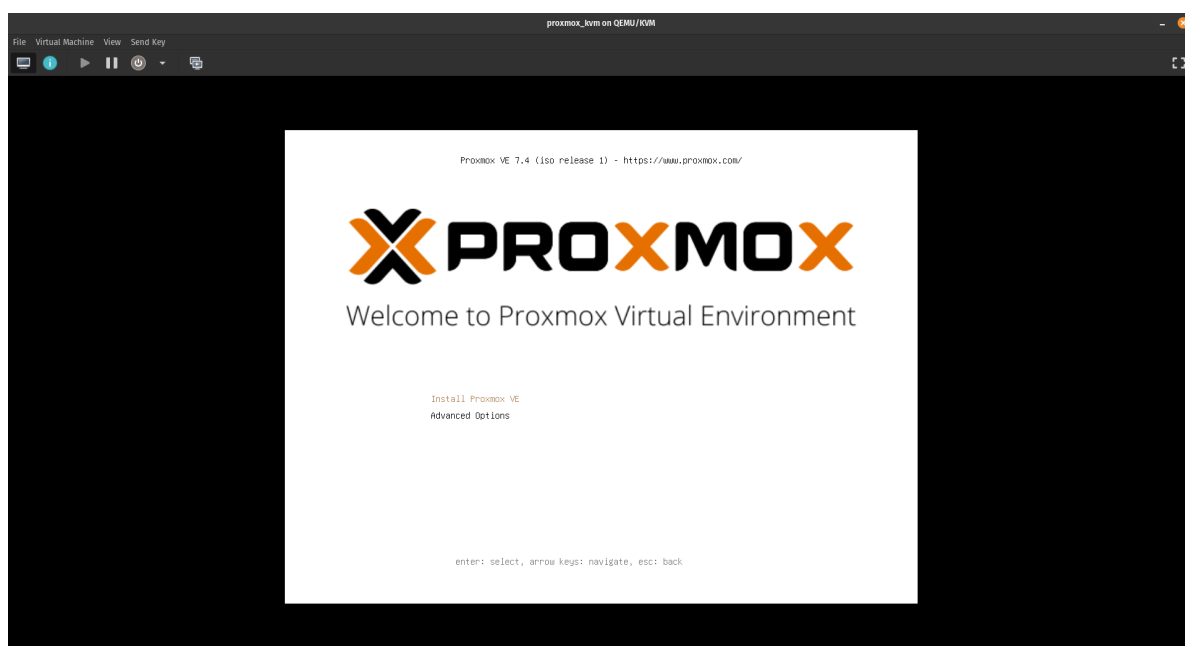 proxmox_kvm on QEMU/KVM
File Virtual Machine View Send Key
Proxmox VE 7.4 (iso release 1) - https://www.proxmox.com/
PROXMOX
Welcome to Proxmox Virtual Environment
Install Proxmox VE
Advanced Options
enter: select, arrow keys: navigate, esc: back